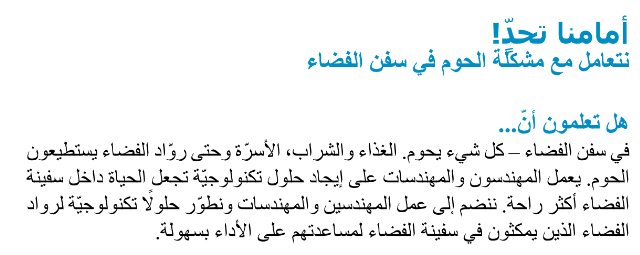 أمامنا تحدٍّ!
نتعامل مع مشكلة الحوم في سفن الفضاء
هل تعلمون أنّ...
في سفن الفضاء – كل شيء يحوم. الغذاء والشراب، الأسرّة وحتى روّاد الفضاء يستطيعون
الحوم. يعمل المهندسون والمهندسات على إيجاد حلول تكنولوجيّة تجعل الحياة داخل سفينة
الفضاء أكثر راحة. ننضم إلى عمل المهندسين والمهندسات ونطوّر حلولًا تكنولوجيّة لرواد
الفضاء الذين يمكثون في سفينة الفضاء لمساعدتهم على الأداء بسهولة.